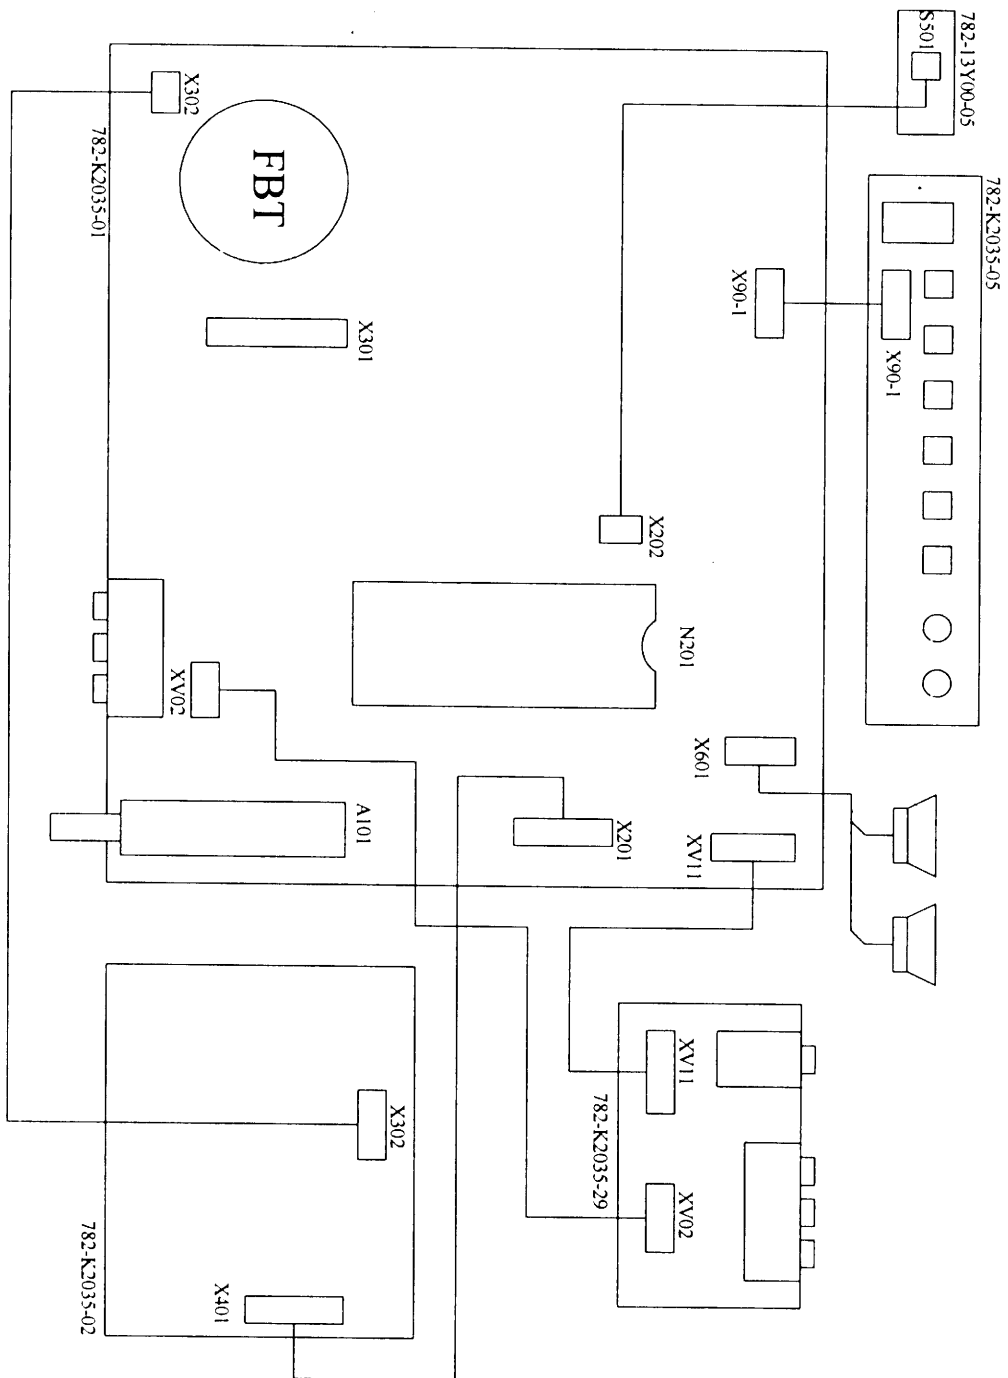 782-13Y00-05
S501
782-K2035-05
X90-1
X90-1
X302
782-K2035-01
FBT
X301
X202
N201
XV02
X601
XV11
A101
X201
XV11
782-K2035-29
XV02
X302
782-K2035-02
X401